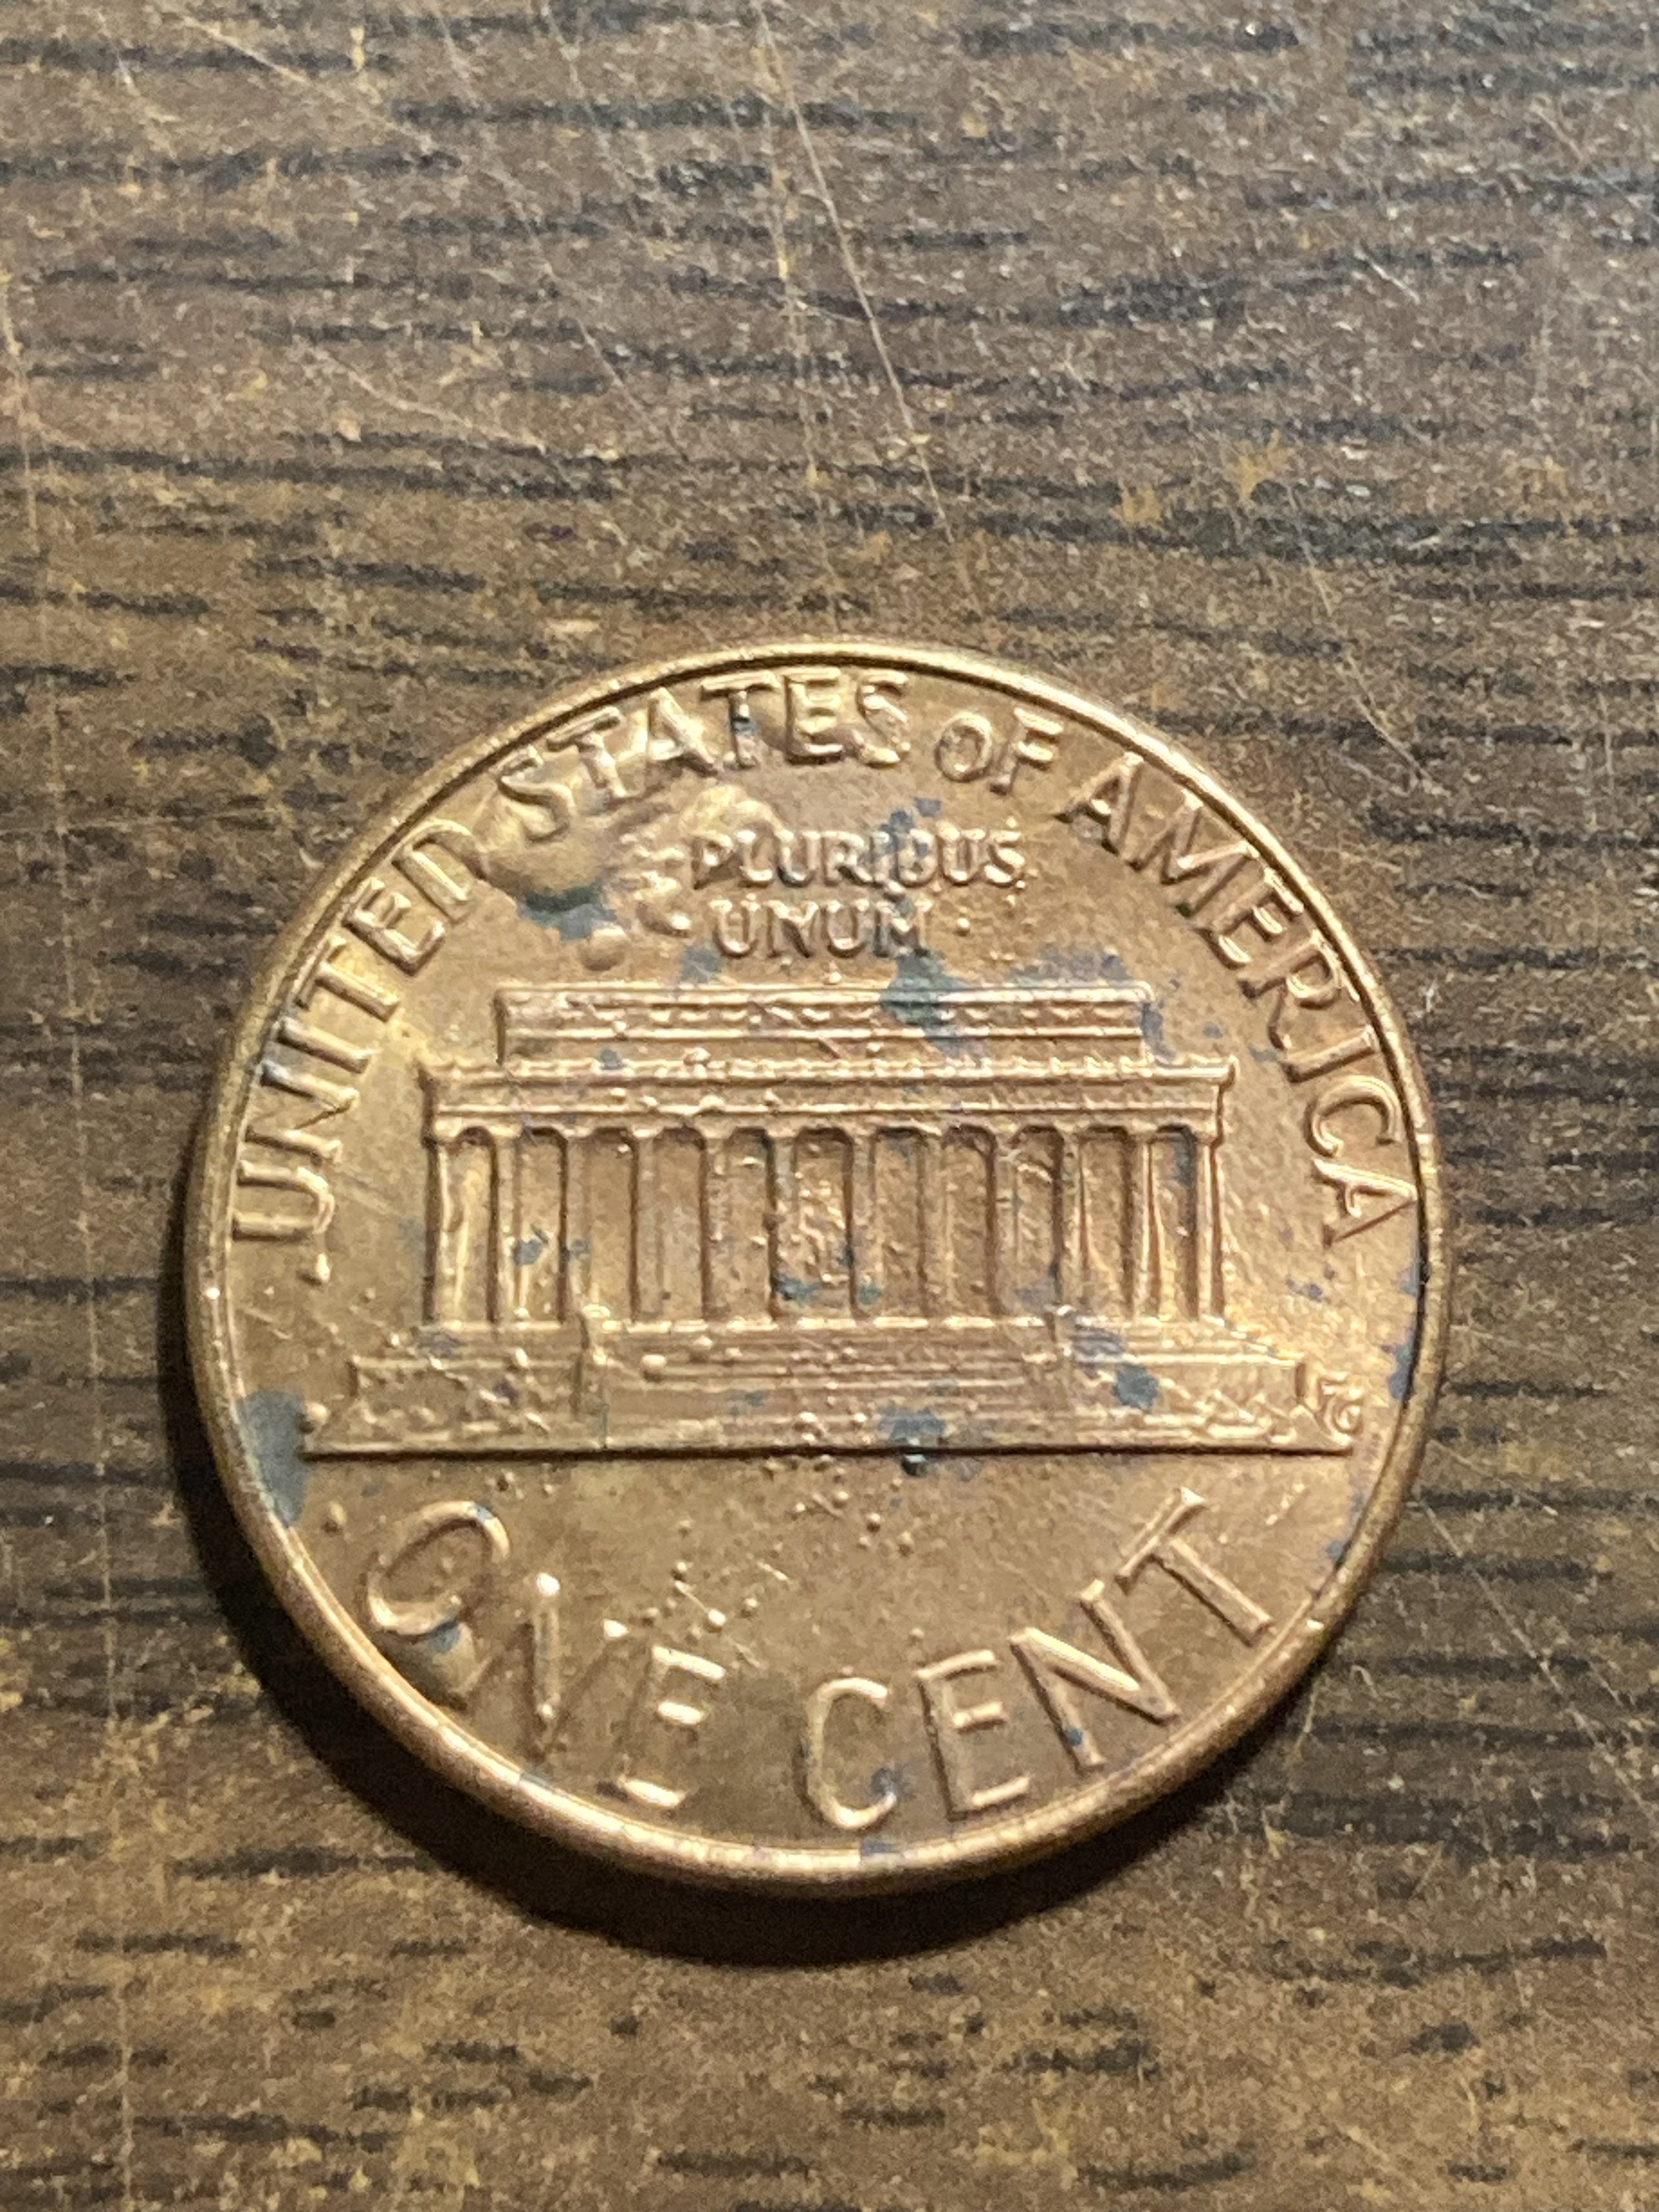 UNITED STATES OF AMERICA
PLURIBUS
UNUM
ONE CENT